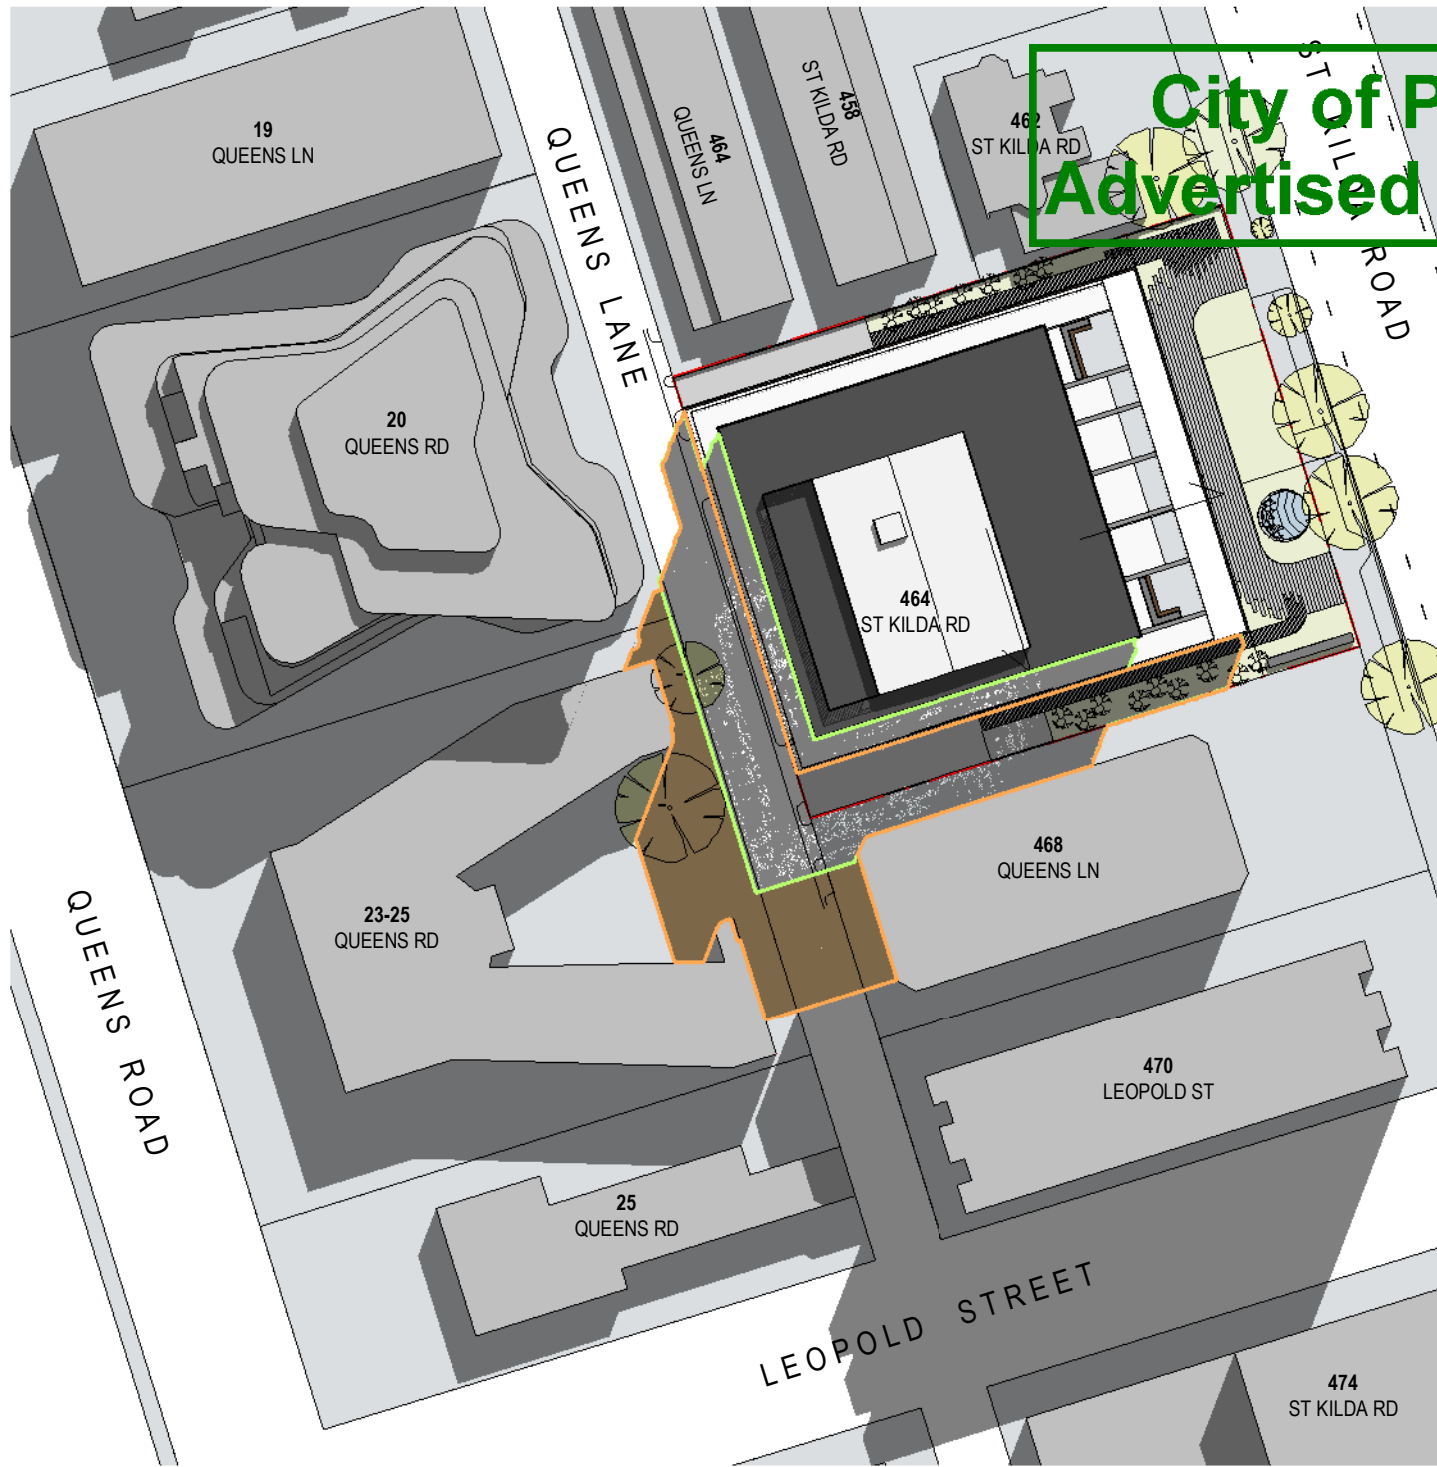 City of P
Advertised
ST KILDA ROAD
19
QUEENS LN
QUEENS LANE
464
QUEENS LN
458
ST KILDA RD
462
ST KILDA RD
20
QUEENS RD
464
ST KILDA RD
468
QUEENS LN
23-25
QUEENS RD
QUEENS ROAD
470
LEOPOLD ST
25
QUEENS RD
LEOPOLD STREET
474
ST KILDA RD